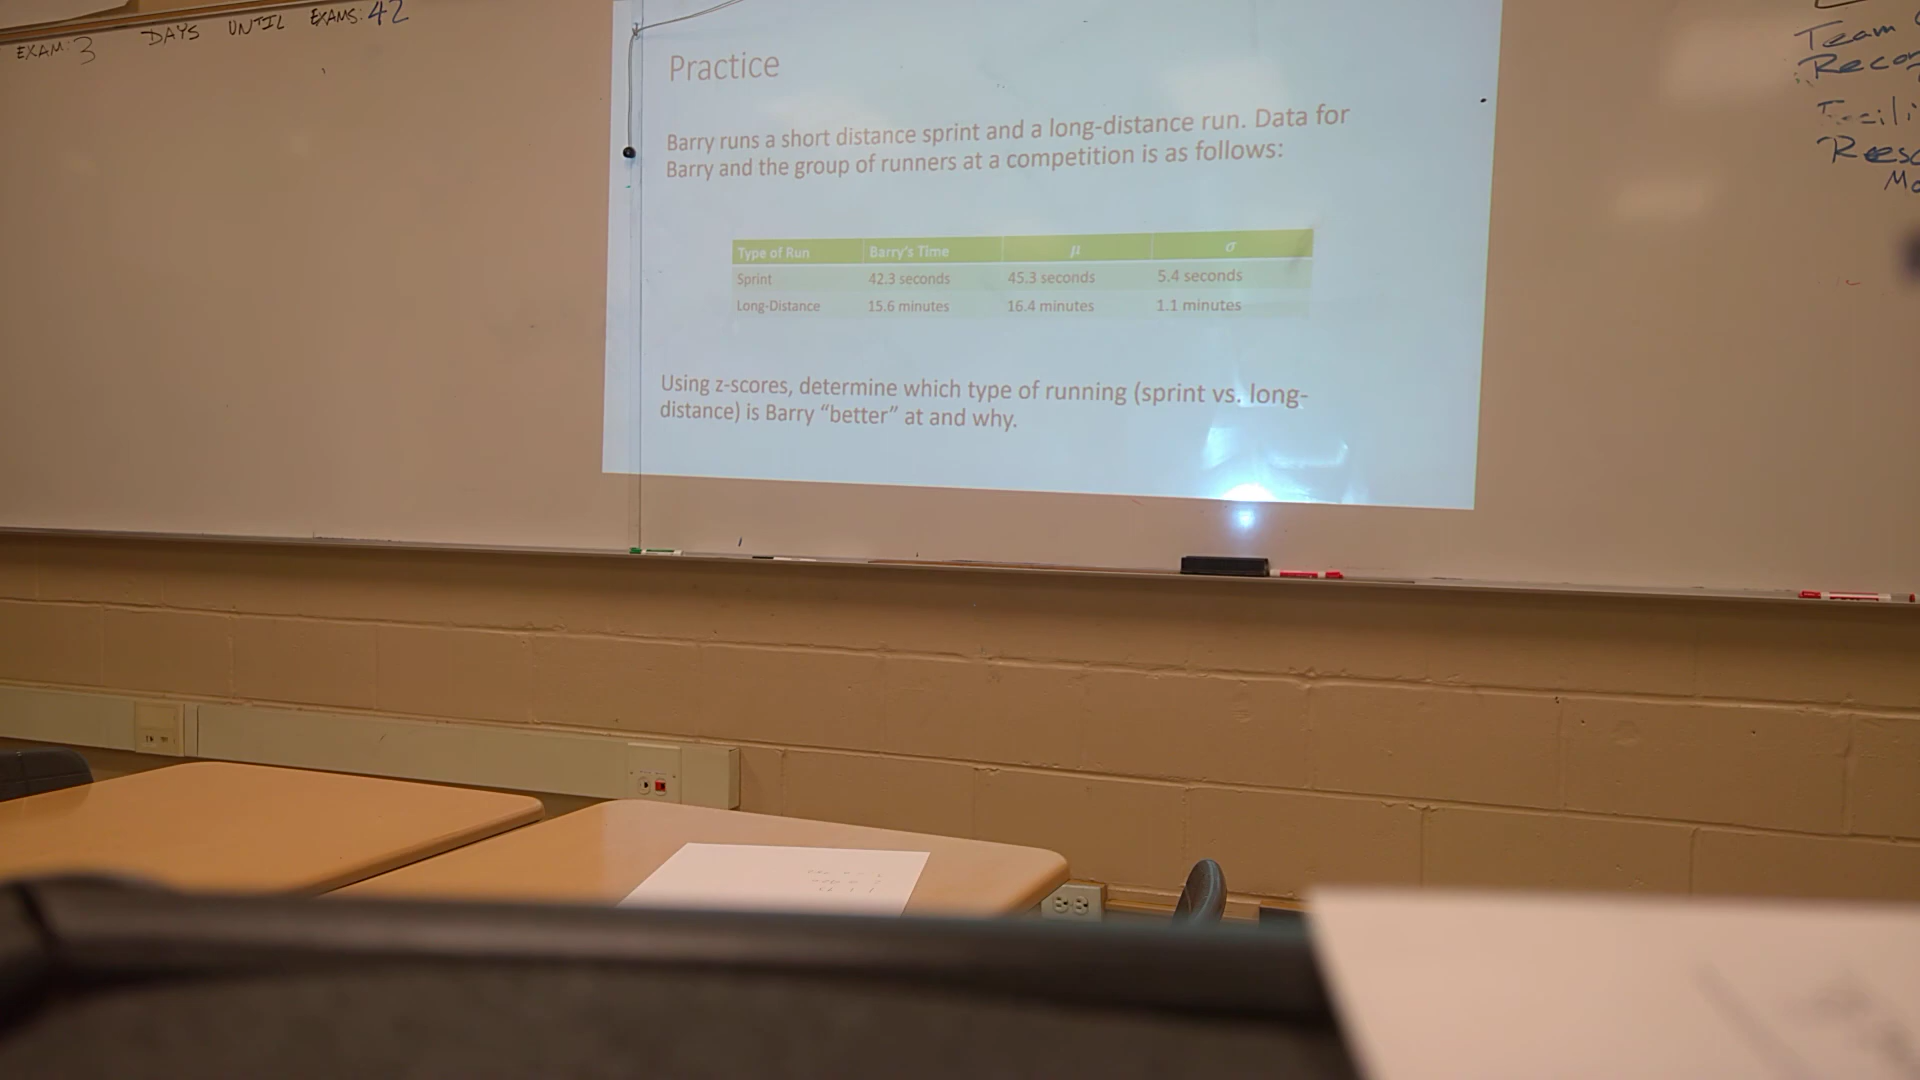 EXAM: 3 DAYS UNTIL EXAMS: 42
Practice
Barry runs a short distance sprint and a long-distance run. Data for
Barry and the group of runners at a competition is as follows:
Type of Run Barry's Time μ σ
Sprint 42.3 seconds 45.3 seconds 5.4 seconds
Long-Distance 15.6 minutes 16.4 minutes 1.1 minutes
Using z-scores, determine which type of running (sprint vs. long-
distance) is Barry “better” at and why.
Team